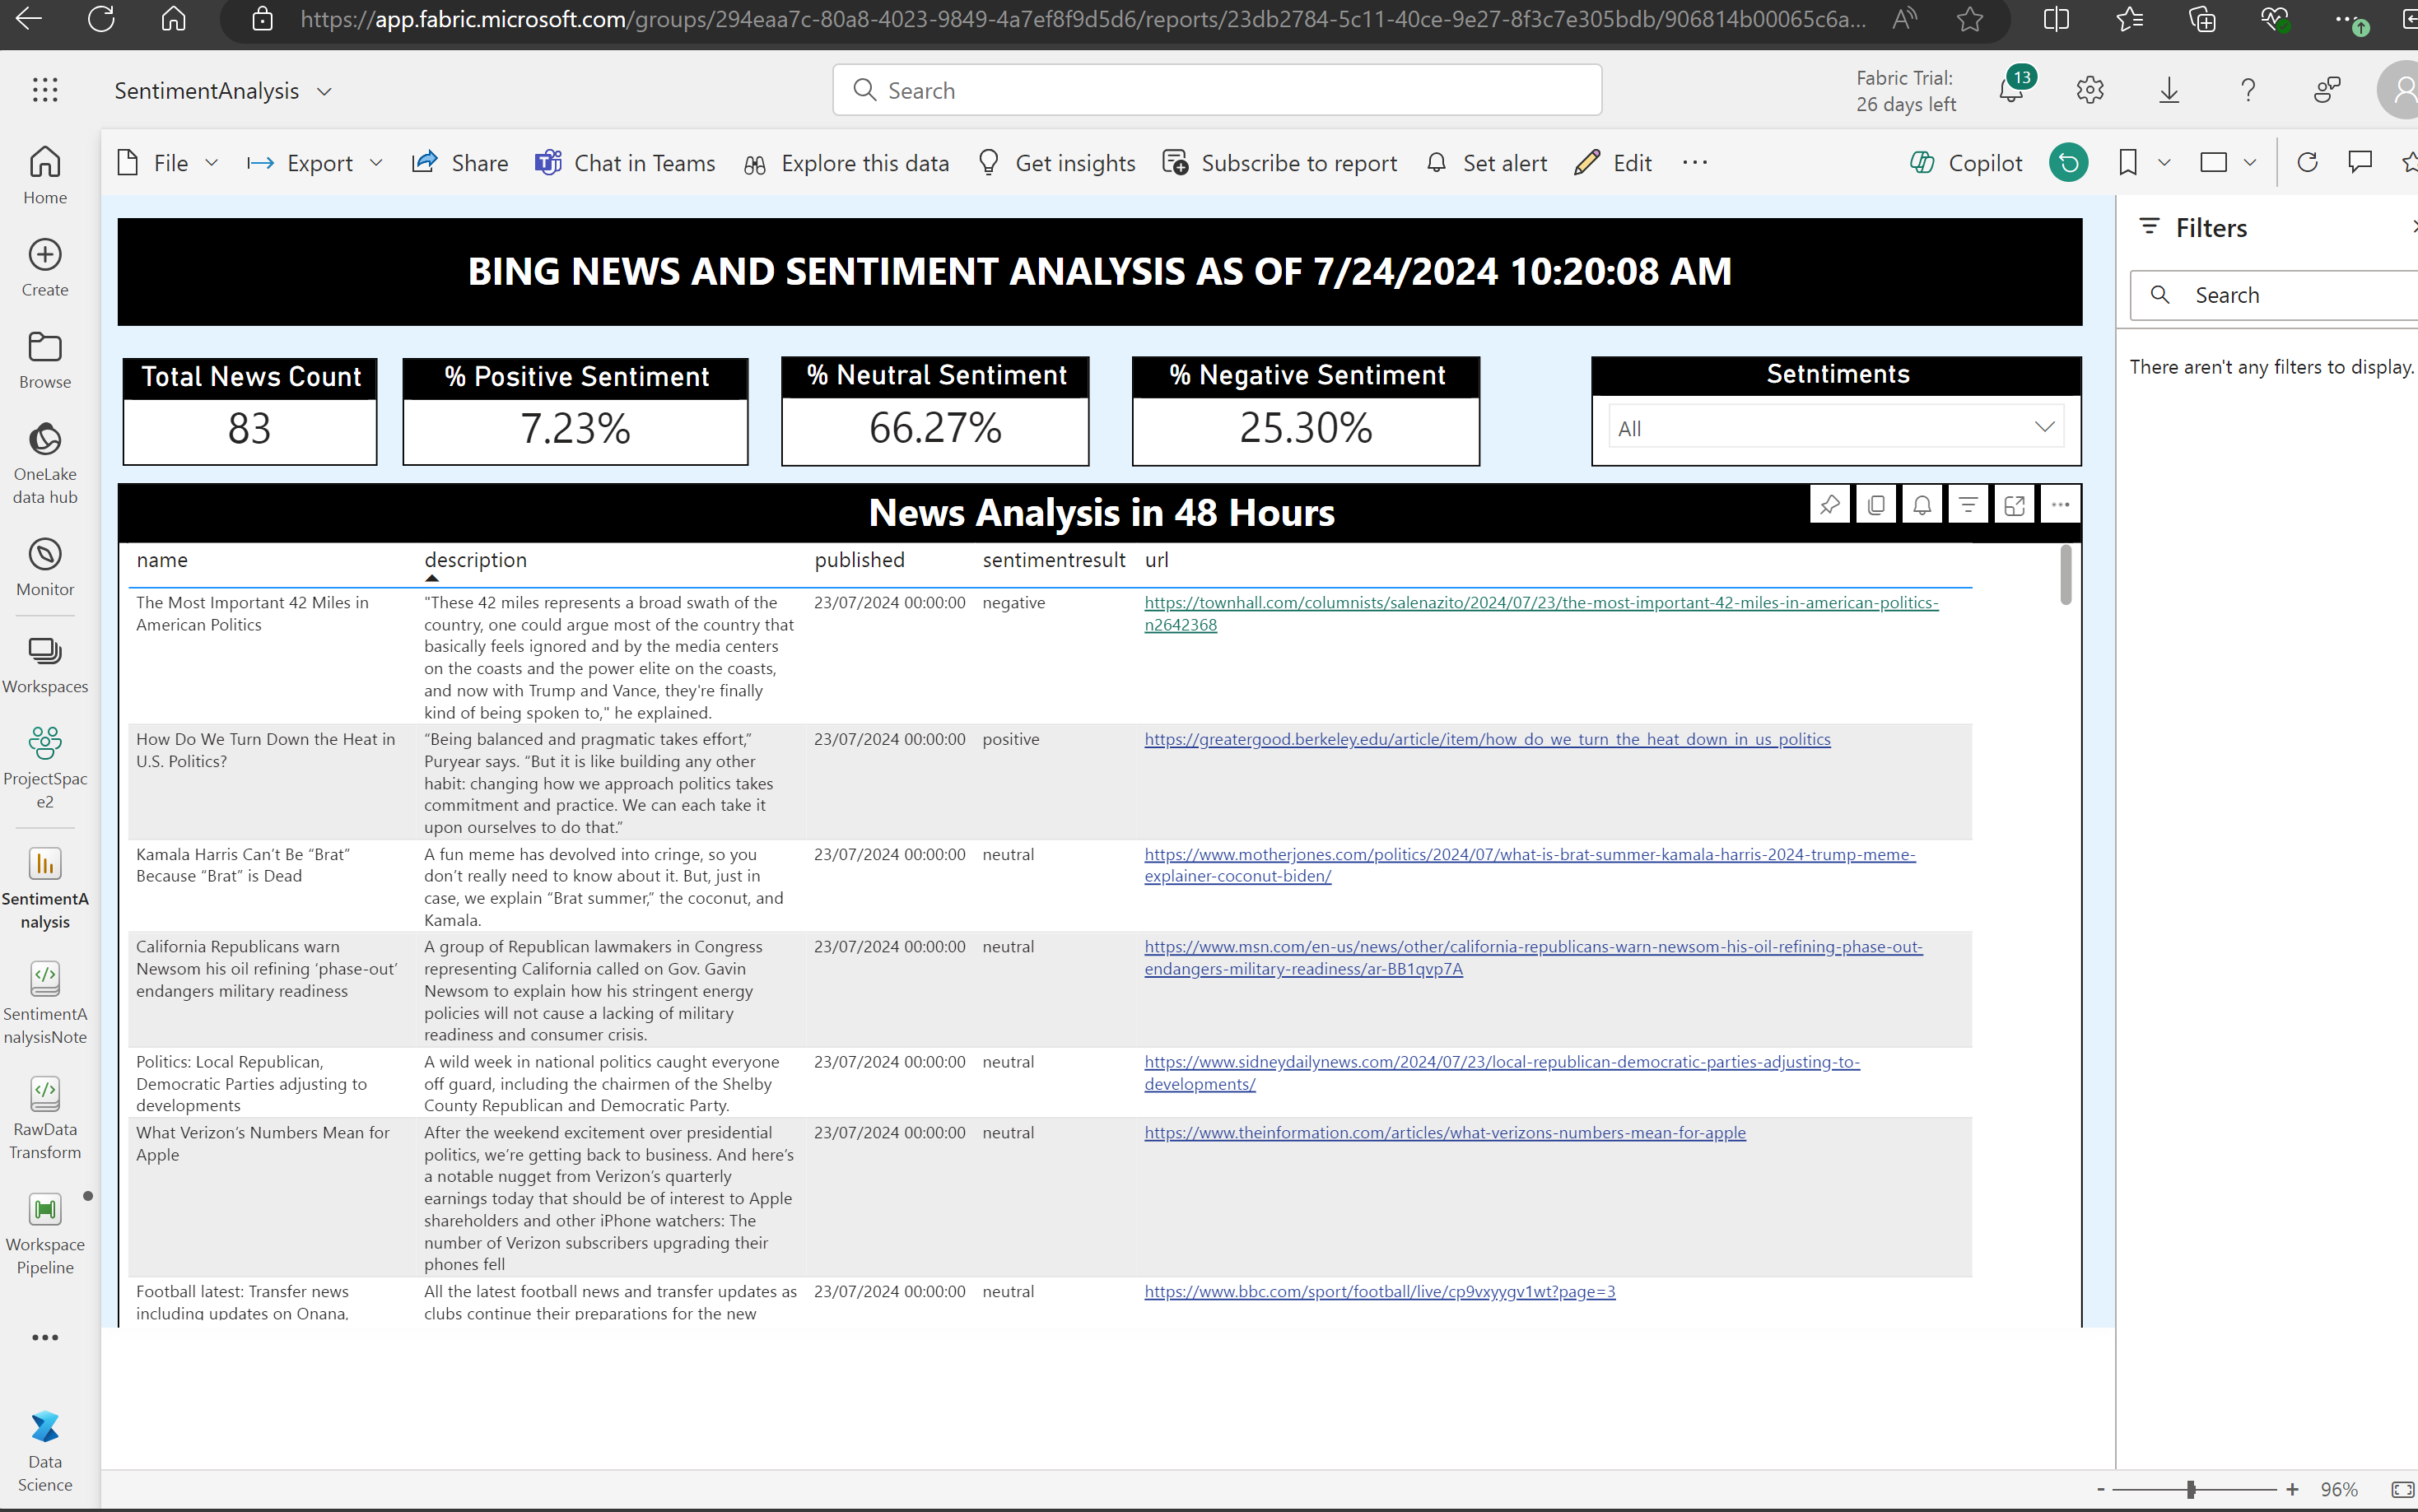 https://app.fabric.microsoft.com/groups/294eaa7c-80a8-4023-9849-4a7ef8f9d5d6/reports/23db2784-5c11-40ce-9e27-8f3c7e305bdb/906814b00065c6a...
SentimentAnalysis
Search
Fabric Trial:
26 days left
13
File
Export
Share
Chat in Teams
Explore this data
Get insights
Subscribe to report
Set alert
Edit
Copilot
Home
Create
Browse
OneLake
data hub
Monitor
Workspaces
ProjectSpac
e2
SentimentA
nalysis
SentimentA
nalysisNote
RawData
Transform
Workspace
Pipeline
Data
Science
BING NEWS AND SENTIMENT ANALYSIS AS OF 7/24/2024 10:20:08 AM
Total News Count
83
% Positive Sentiment
7.23%
% Neutral Sentiment
66.27%
% Negative Sentiment
25.30%
Setntiments
All
News Analysis in 48 Hours
name description published sentimentresult url
The Most Important 42 Miles in
American Politics
"These 42 miles represents a broad swath of the
country, one could argue most of the country that
basically feels ignored and by the media centers
on the coasts and the power elite on the coasts,
and now with Trump and Vance, they're finally
kind of being spoken to," he explained.
23/07/2024 00:00:00
negative
https://townhall.com/columnists/salenazito/2024/07/23/the-most-important-42-miles-in-american-politics-
n2642368
How Do We Turn Down the Heat in
U.S. Politics?
“Being balanced and pragmatic takes effort,”
Puryear says. “But it is like building any other
habit: changing how we approach politics takes
commitment and practice. We can each take it
upon ourselves to do that.”
23/07/2024 00:00:00
positive
https://greatergood.berkeley.edu/article/item/how_do_we_turn_the_heat_down_in_us_politics
Kamala Harris Can’t Be “Brat”
Because “Brat” is Dead
A fun meme has devolved into cringe, so you
don’t really need to know about it. But, just in
case, we explain “Brat summer,” the coconut, and
Kamala.
23/07/2024 00:00:00
neutral
https://www.motherjones.com/politics/2024/07/what-is-brat-summer-kamala-harris-2024-trump-meme-
explainer-coconut-biden/
California Republicans warn
Newsom his oil refining ‘phase-out’
endangers military readiness
A group of Republican lawmakers in Congress
representing California called on Gov. Gavin
Newsom to explain how his stringent energy
policies will not cause a lacking of military
readiness and consumer crisis.
23/07/2024 00:00:00
neutral
https://www.msn.com/en-us/news/other/california-republicans-warn-newsom-his-oil-refining-phase-out-
endangers-military-readiness/ar-BB1qvp7A
Politics: Local Republican,
Democratic Parties adjusting to
developments
A wild week in national politics caught everyone
off guard, including the chairmen of the Shelby
County Republican and Democratic Party.
23/07/2024 00:00:00
neutral
https://www.sidneydailynews.com/2024/07/23/local-republican-democratic-parties-adjusting-to-
developments/
What Verizon’s Numbers Mean for
Apple
After the weekend excitement over presidential
politics, we’re getting back to business. And here’s
a notable nugget from Verizon’s quarterly
earnings today that should be of interest to Apple
shareholders and other iPhone watchers: The
number of Verizon subscribers upgrading their
phones fell
23/07/2024 00:00:00
neutral
https://www.theinformation.com/articles/what-verizons-numbers-mean-for-apple
Football latest: Transfer news
including updates on Onana,
All the latest football news and transfer updates as
clubs continue their preparations for the new
23/07/2024 00:00:00
neutral
https://www.bbc.com/sport/football/live/cp9vxyygv1wt?page=3
Filters
Search
There aren't any filters to display.
- + 96%